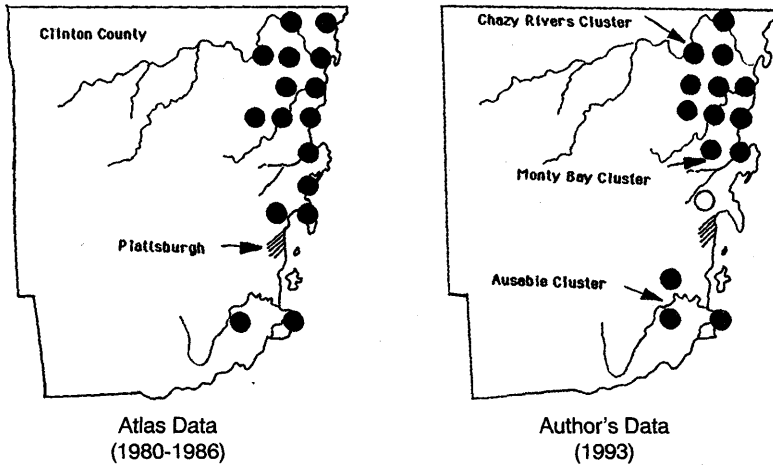 Clinton County
Plattsburgh
Atlas Data
(1980-1986)
Chazy Rivers Cluster
Monty Bay Cluster
Ausable Cluster
Author's Data
(1993)